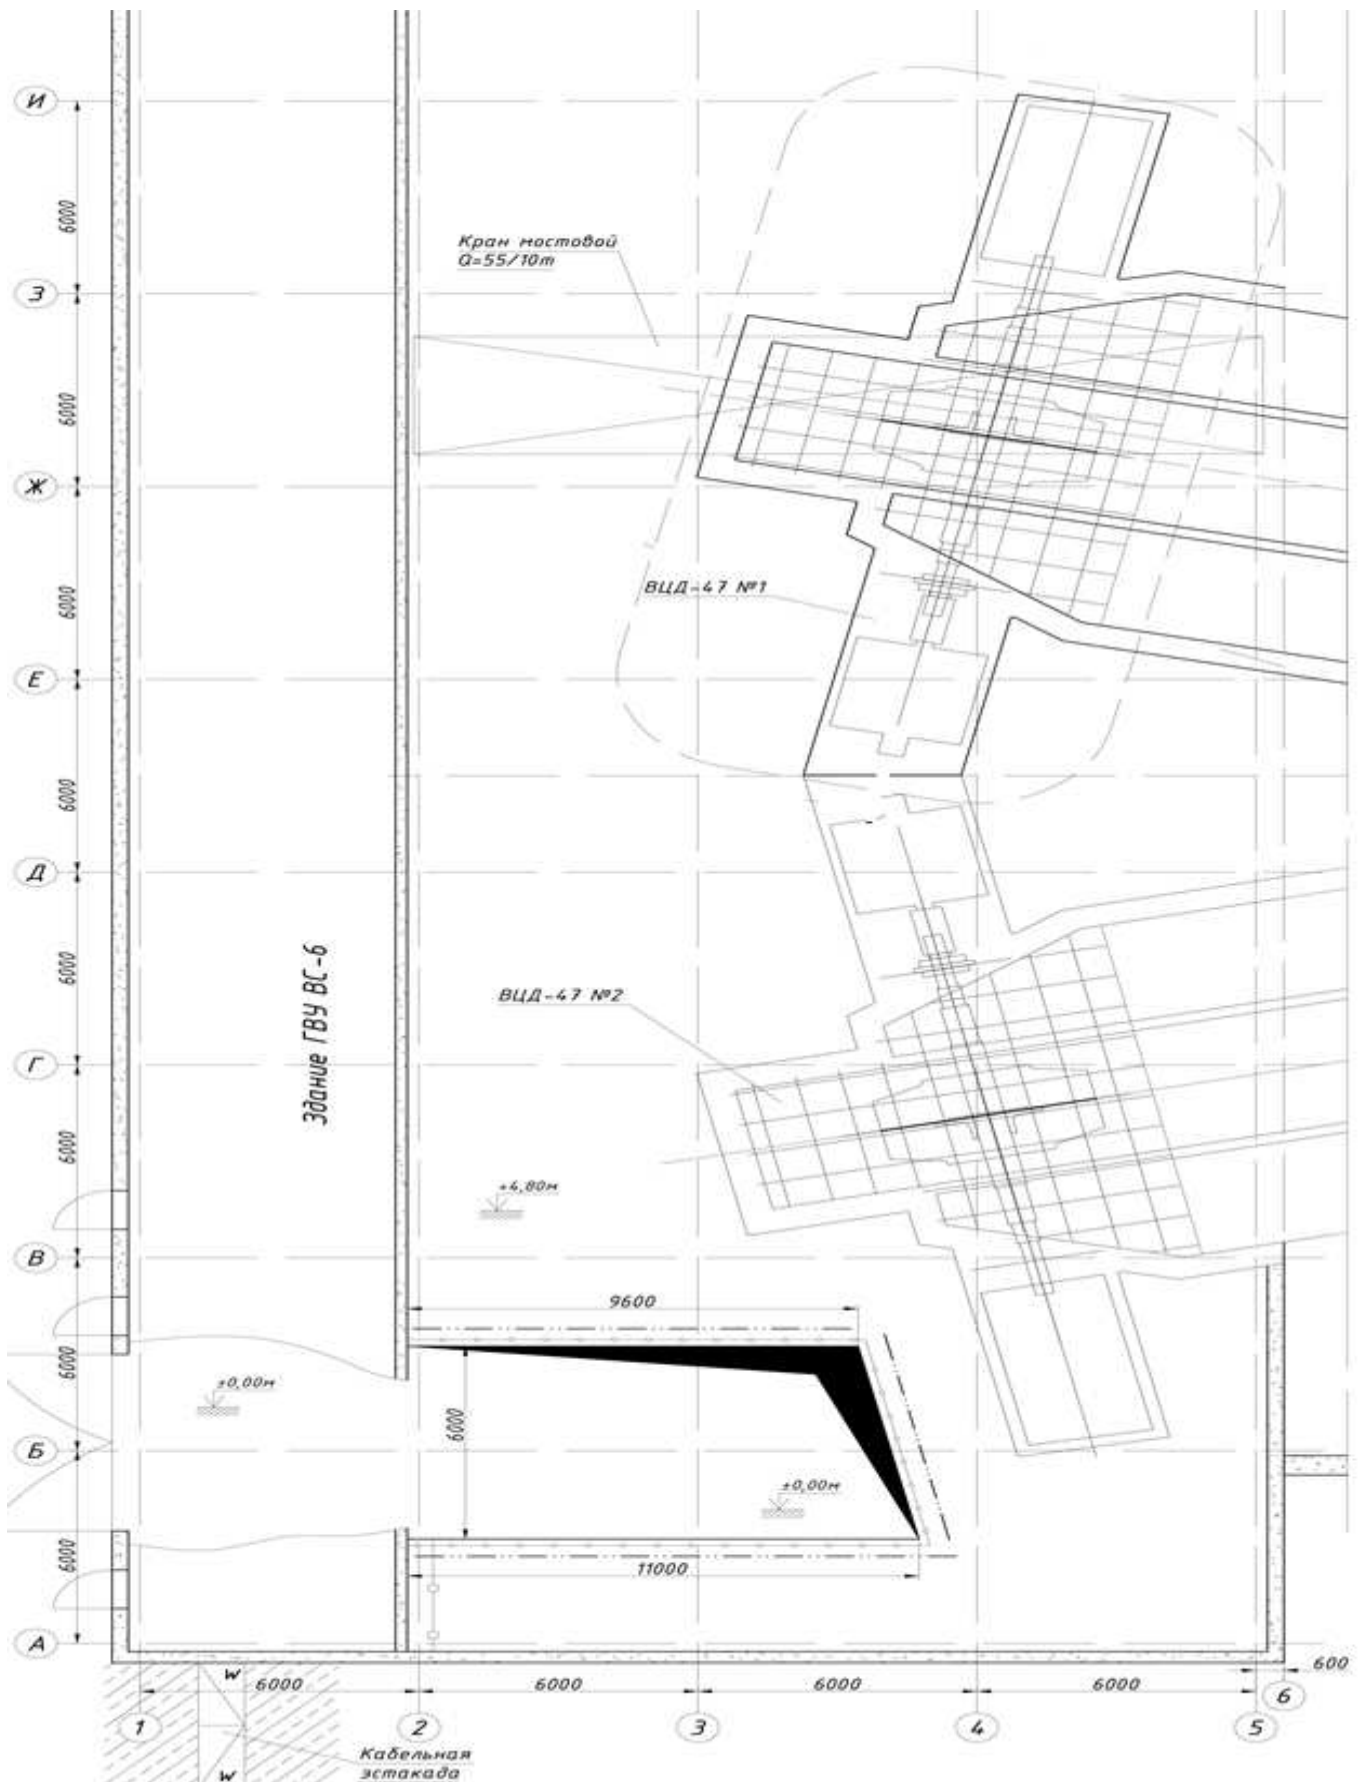 И
6000
Кран мостовой
Q=55/10т
З
6000
Ж
6000
ВЦД-47 №1
Е
6000
Д
6000
Здание ГВУ ВС-6
ВЦД-47 №2
Г
6000
+4,80м
В
9600
6000
±0,00м
6000
Б
±0,00м
6000
11000
А
W
6000
6000
6000
6000
600
1
2
3
4
5
6
Кабельная
эстакада
W